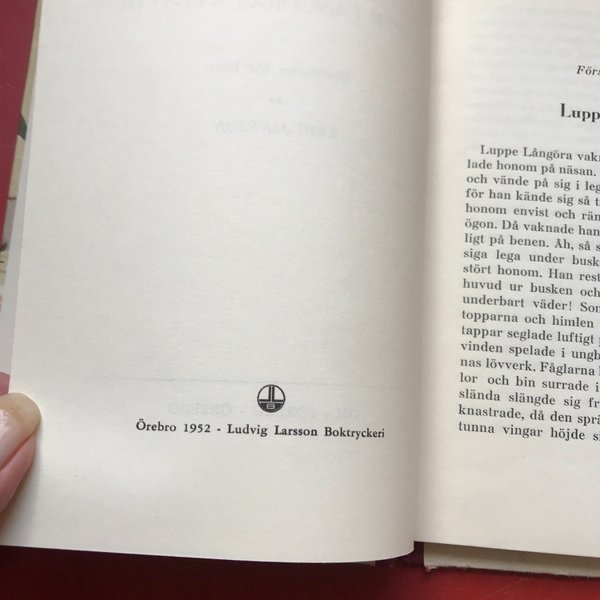 Örebro 1952 - Ludvig Larsson Boktryckeri
Förs
Lupp
Luppe Långöra vakn
lade honom på näsan.
och vände på sig i leg
för han kände sig så t
honom envist och rän
ögon. Då vaknade han
ligt på benen. Åh, så s
siga lega under busk
stört honom. Han rest
huvud ur busken och
underbart väder! Som
topparna och himlen
tappar seglade luftigt p
vinden spelade i ungb
nas lövverk. Fåglarna
lor och bin surrade i
slända slängde sig fr
knastrade, då den sprä
tunna vingar höjde si